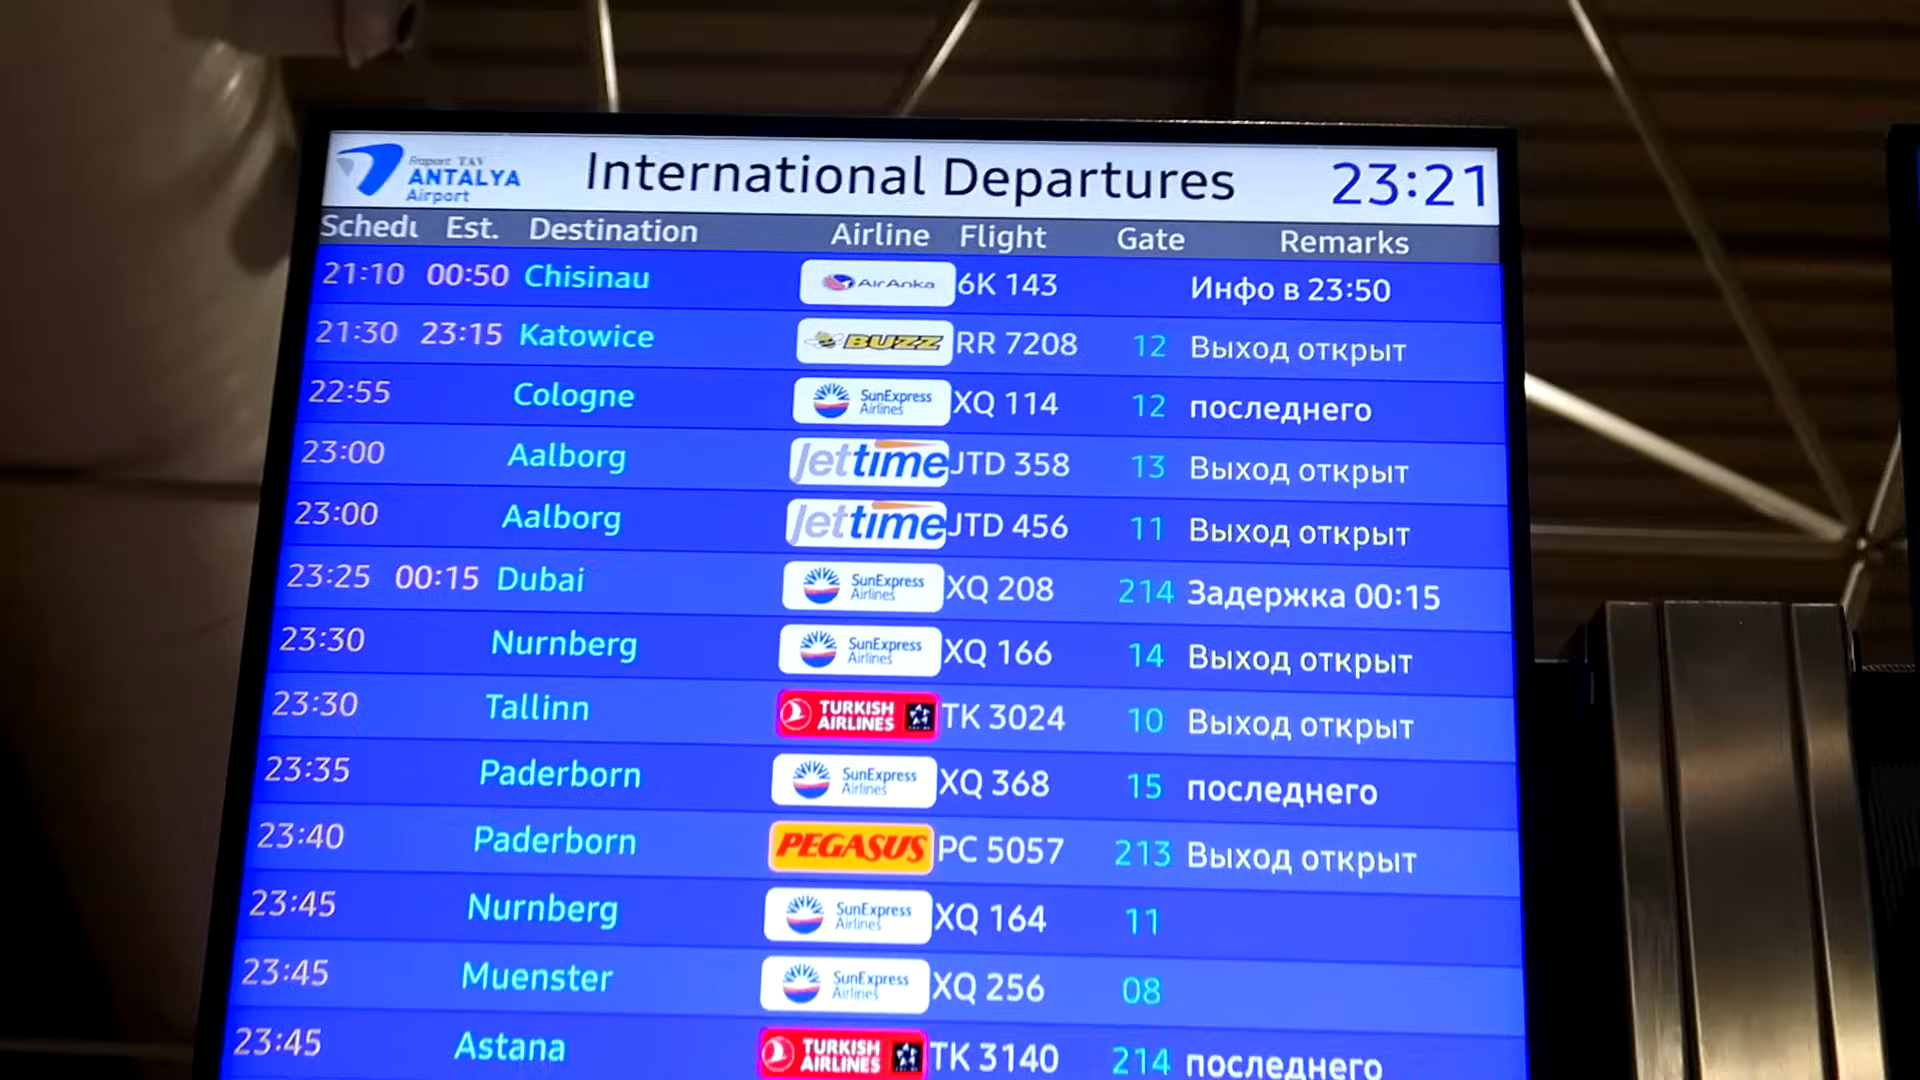 Fraport TAV
ANTALYA
Airport
International Departures 23:21
Schedu Est. Destination Airline Flight Gate Remarks
21:10 00:50 Chisinau AirAnka 6K 143 Инфо в 23:50
21:30 23:15 Katowice BUZZ RR 7208 12 Выход открыт
22:55 Cologne SunExpress Airlines XQ 114 12 последнего
23:00 Aalborg Jettime JTD 358 13 Выход открыт
23:00 Aalborg Jettime JTD 456 11 Выход открыт
23:25 00:15 Dubai SunExpress Airlines XQ 208 214 Задержка 00:15
23:30 Nurnberg SunExpress Airlines XQ 166 14 Выход открыт
23:30 Tallinn TURKISH AIRLINES TK 3024 10 Выход открыт
23:35 Paderborn SunExpress Airlines XQ 368 15 последнего
23:40 Paderborn PEGASUS PC 5057 213 Выход открыт
23:45 Nurnberg SunExpress Airlines XQ 164 11
23:45 Muenster SunExpress Airlines XQ 256 08
23:45 Astana TURKISH AIRLINES TK 3140 214 последнего